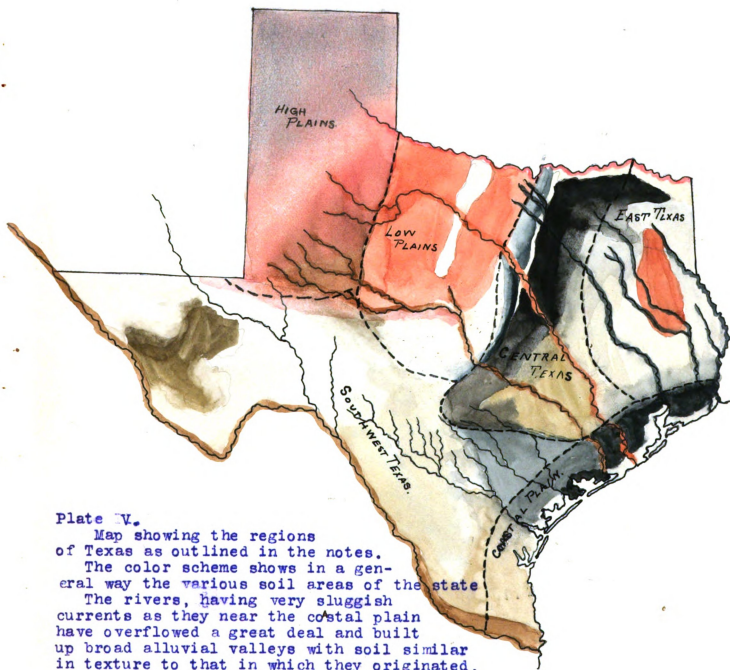 HIGH
PLAINS.
LOW
PLAINS
EAST TEXAS
CENTRAL
TEXAS
SOUTHWEST TEXAS.
COASTAL PLAIN.
Plate V.
Map showing the regions
of Texas as outlined in the notes.
The color scheme shows in a gen-
eral way the various soil areas of the state
The rivers, having very sluggish
currents as they near the costal plain
have overflowed a great deal and built
up broad alluvial valleys with soil similar
in texture to that in which they originated.